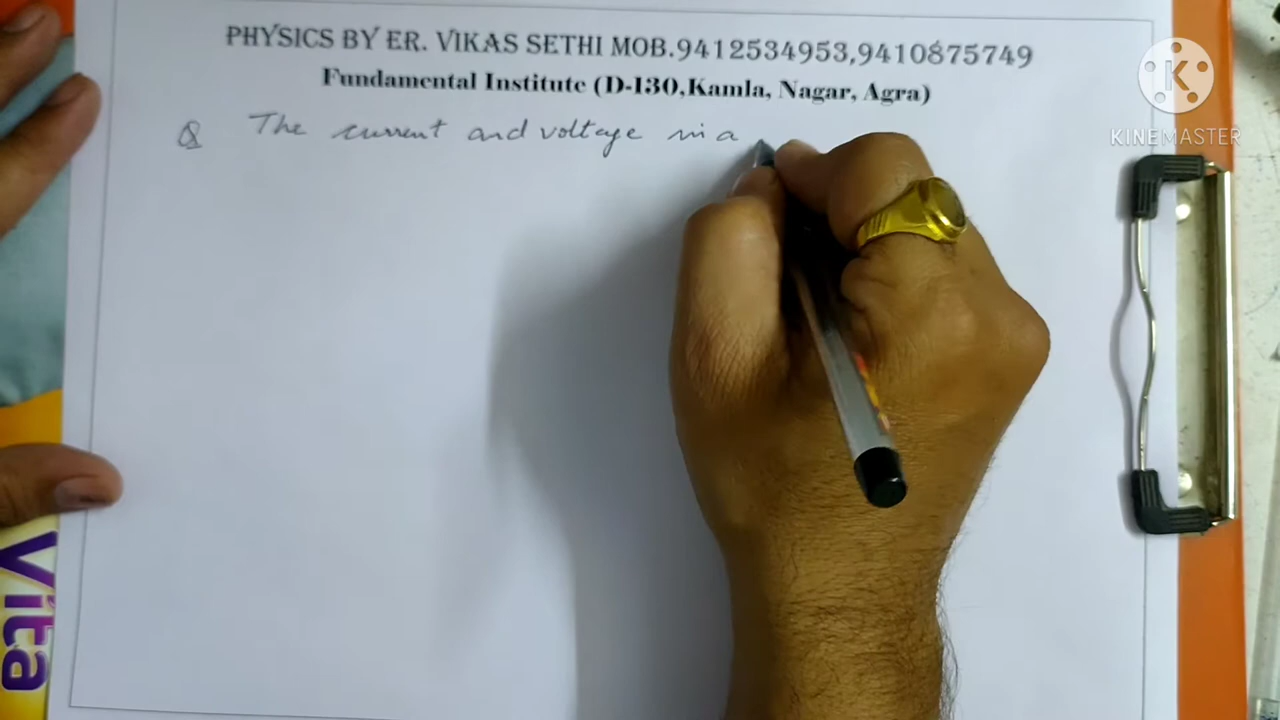 PHYSICS BY ER. VIKAS SETHI MOB.9412534953,9410875749
Fundamental Institute (D-130,Kamla, Nagar, Agra)
Q The current and voltage in a
K
KINEMASTER
Vita